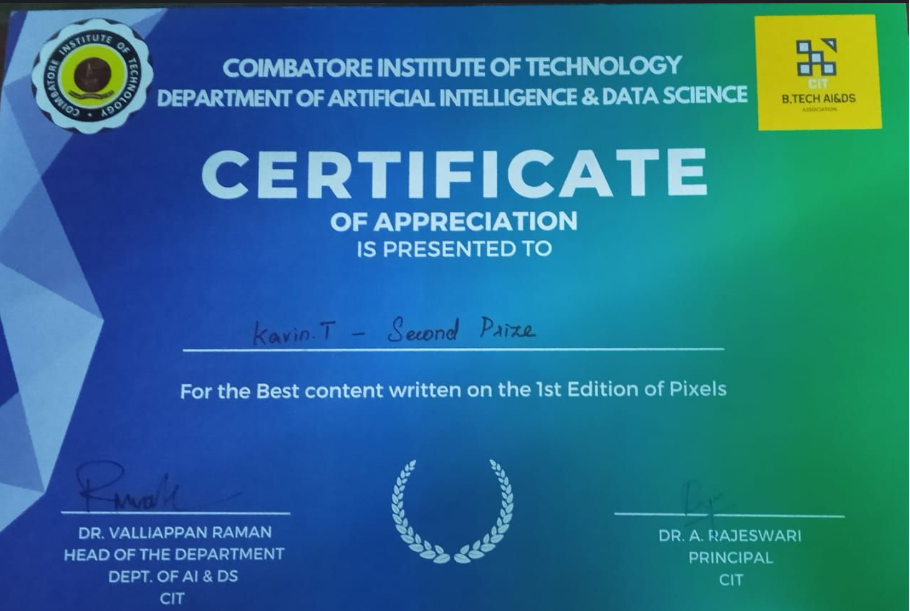 COIMBATORE INSTITUTE OF TECHNOLOGY
COIMBATORE INSTITUTE OF TECHNOLOGY
DEPARTMENT OF ARTIFICIAL INTELLIGENCE & DATA SCIENCE
CIT
B.TECH AI&DS
ASSOCIATION
CERTIFICATE
OF APPRECIATION
IS PRESENTED TO
Kavin.T – Second Prize
For the Best content written on the 1st Edition of Pixels
DR. VALLIAPPAN RAMAN
HEAD OF THE DEPARTMENT
DEPT. OF AI & DS
CIT
DR. A. RAJESWARI
PRINCIPAL
CIT